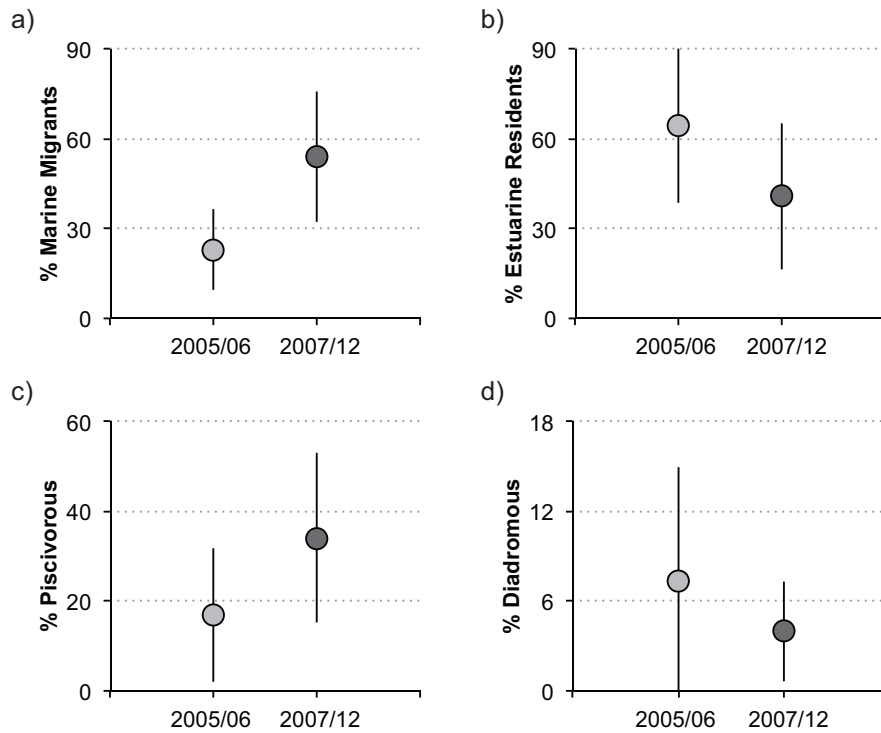 a)
90
60
30
0
% Marine Migrants
2005/06 2007/12
b)
90
60
30
0
% Estuarine Residents
2005/06 2007/12
c)
60
40
20
0
% Piscivorous
2005/06 2007/12
d)
18
12
6
0
% Diadromous
2005/06 2007/12